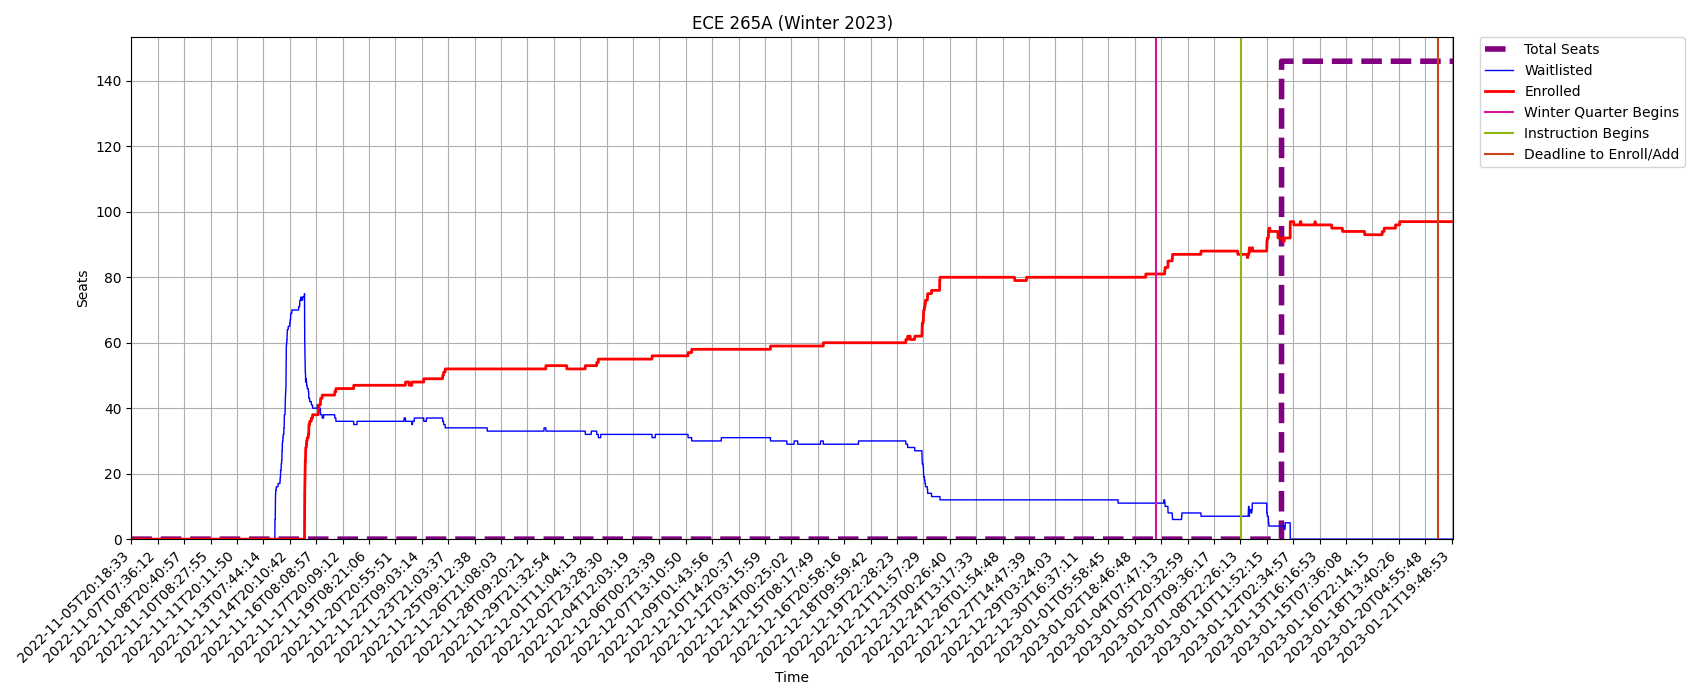 ECE 265A (Winter 2023)
Total Seats
Waitlisted
Enrolled
Winter Quarter Begins
Instruction Begins
Deadline to Enroll/Add
Seats
140
120
100
80
60
40
20
0
2022-11-05T20:18:33
2022-11-07T07:36:12
2022-11-08T20:40:57
2022-11-10T08:27:55
2022-11-11T20:11:50
2022-11-13T07:44:14
2022-11-14T20:10:42
2022-11-16T08:08:57
2022-11-17T20:09:12
2022-11-19T08:21:06
2022-11-20T20:55:51
2022-11-22T09:03:14
2022-11-23T21:03:37
2022-11-25T09:12:38
2022-11-26T21:08:03
2022-11-28T09:20:21
2022-11-29T21:32:54
2022-12-01T11:04:13
2022-12-02T23:28:30
2022-12-04T12:03:19
2022-12-06T00:23:39
2022-12-07T13:10:50
2022-12-09T01:43:56
2022-12-10T14:20:37
2022-12-12T03:15:59
2022-12-14T00:25:02
2022-12-15T08:17:49
2022-12-16T20:58:16
2022-12-18T09:59:42
2022-12-19T22:28:23
2022-12-21T11:57:29
2022-12-23T00:26:40
2022-12-24T13:17:33
2022-12-26T01:54:48
2022-12-27T14:47:39
2022-12-29T03:24:03
2022-12-30T16:37:11
2023-01-01T05:58:45
2023-01-02T18:46:48
2023-01-04T07:47:13
2023-01-05T20:32:59
2023-01-07T09:36:17
2023-01-08T22:26:13
2023-01-10T11:52:15
2023-01-12T02:34:57
2023-01-13T16:16:53
2023-01-15T07:36:08
2023-01-16T22:14:15
2023-01-18T13:40:26
2023-01-20T04:55:48
2023-01-21T19:48:53
Time